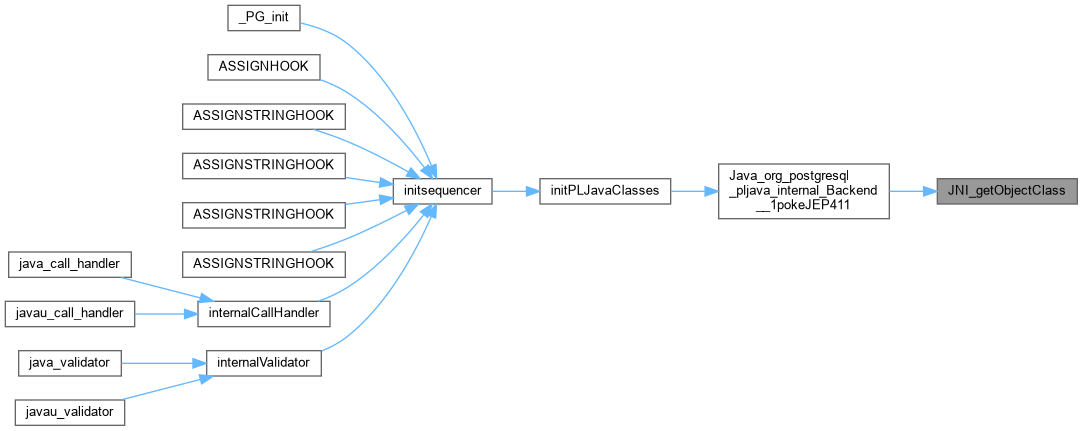 _PG_init
ASSIGNHOOK
ASSIGNSTRINGHOOK
ASSIGNSTRINGHOOK
ASSIGNSTRINGHOOK
ASSIGNSTRINGHOOK
java_call_handler
javau_call_handler
internalCallHandler
java_validator
javau_validator
internalValidator
initsequencer
initPLJavaClasses
Java_org_postgresql
_pljava_internal_Backend
__1pokeJEP411
JNI_getObjectClass